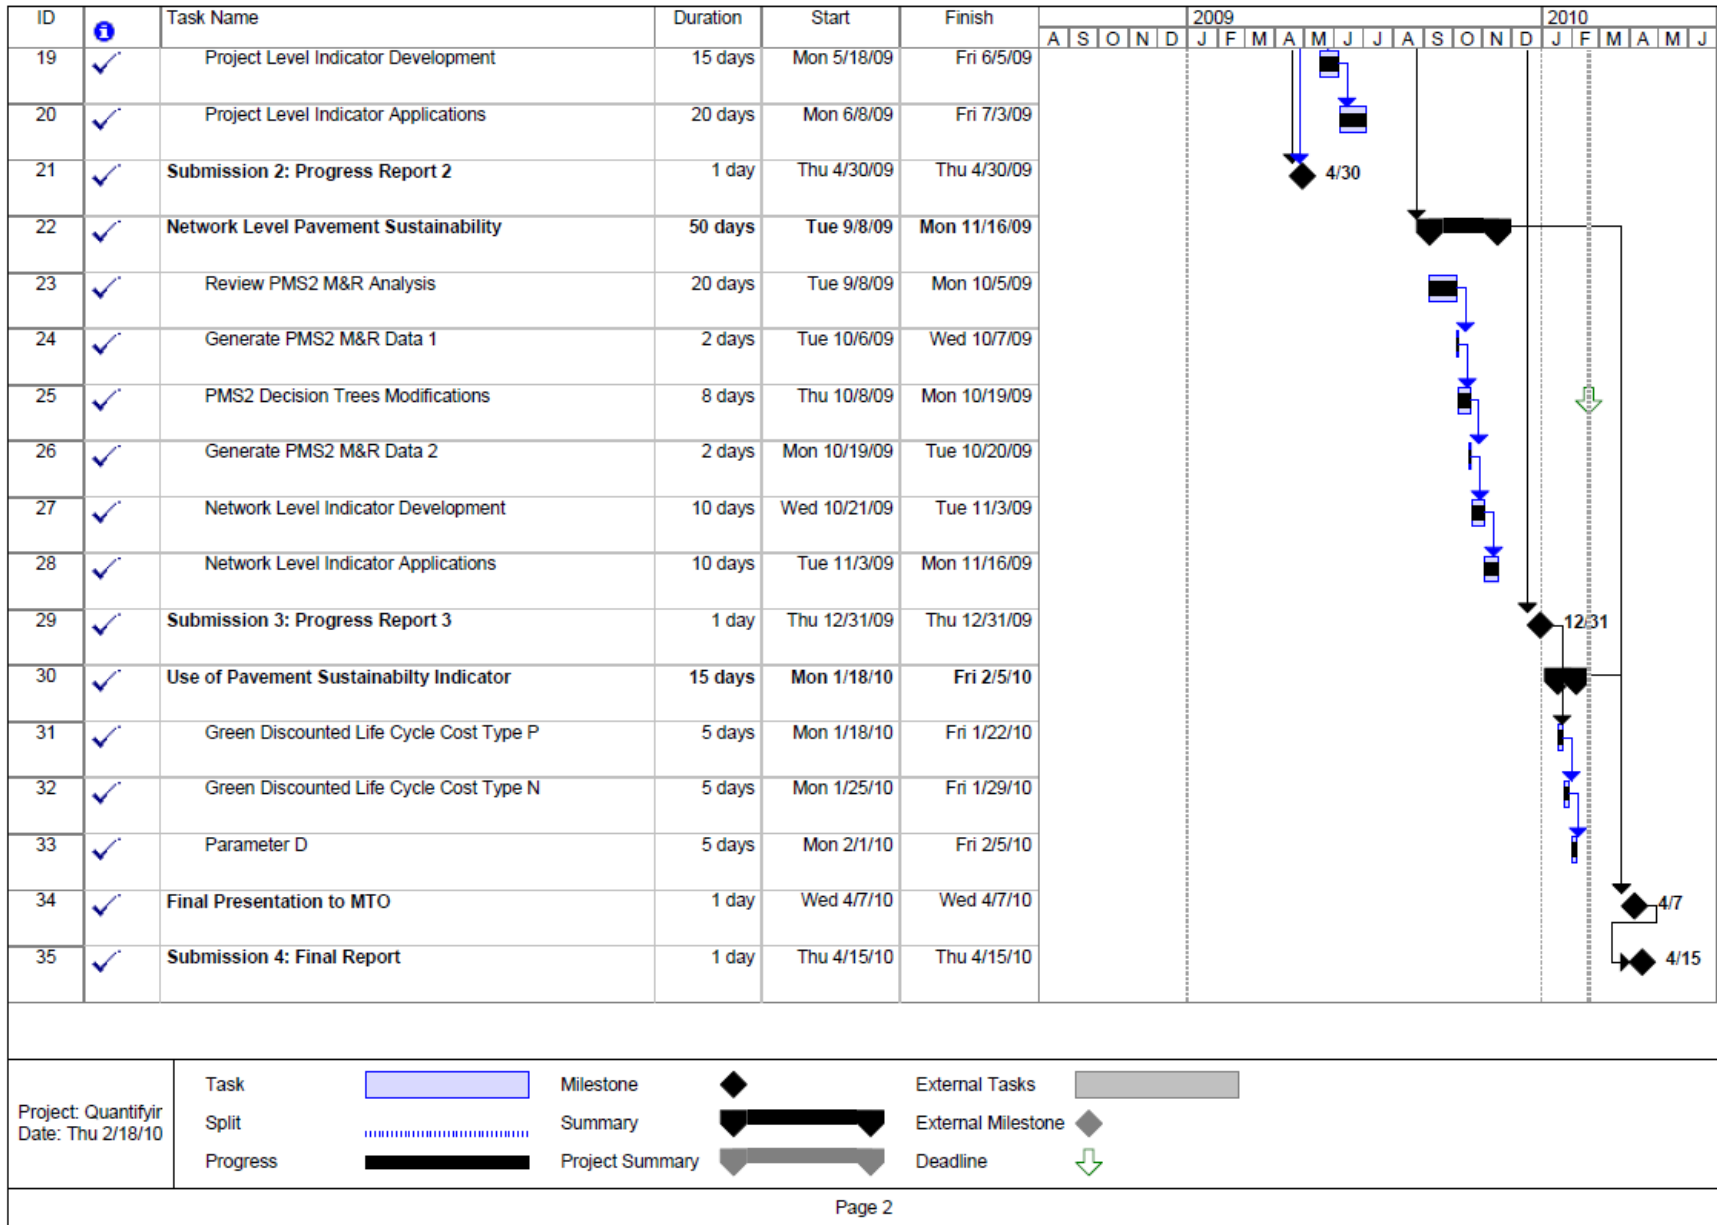 ID Task Name Duration Start Finish 2009 2010
A S O N D J F M A M J J A S O N D J F M A M J
19 Project Level Indicator Development 15 days Mon 5/18/09 Fri 6/5/09
20 Project Level Indicator Applications 20 days Mon 6/8/09 Fri 7/3/09
21 Submission 2: Progress Report 2 1 day Thu 4/30/09 Thu 4/30/09 4/30
22 Network Level Pavement Sustainability 50 days Tue 9/8/09 Mon 11/16/09
23 Review PMS2 M&R Analysis 20 days Tue 9/8/09 Mon 10/5/09
24 Generate PMS2 M&R Data 1 2 days Tue 10/6/09 Wed 10/7/09
25 PMS2 Decision Trees Modifications 8 days Thu 10/8/09 Mon 10/19/09
26 Generate PMS2 M&R Data 2 2 days Mon 10/19/09 Tue 10/20/09
27 Network Level Indicator Development 10 days Wed 10/21/09 Tue 11/3/09
28 Network Level Indicator Applications 10 days Tue 11/3/09 Mon 11/16/09
29 Submission 3: Progress Report 3 1 day Thu 12/31/09 Thu 12/31/09 12/31
30 Use of Pavement Sustainabilty Indicator 15 days Mon 1/18/10 Fri 2/5/10
31 Green Discounted Life Cycle Cost Type P 5 days Mon 1/18/10 Fri 1/22/10
32 Green Discounted Life Cycle Cost Type N 5 days Mon 1/25/10 Fri 1/29/10
33 Parameter D 5 days Mon 2/1/10 Fri 2/5/10
34 Final Presentation to MTO 1 day Wed 4/7/10 Wed 4/7/10 4/7
35 Submission 4: Final Report 1 day Thu 4/15/10 Thu 4/15/10 4/15
Project: Quantifyir
Date: Thu 2/18/10
Task Milestone External Tasks
Split Summary External Milestone
Progress Project Summary Deadline
Page 2